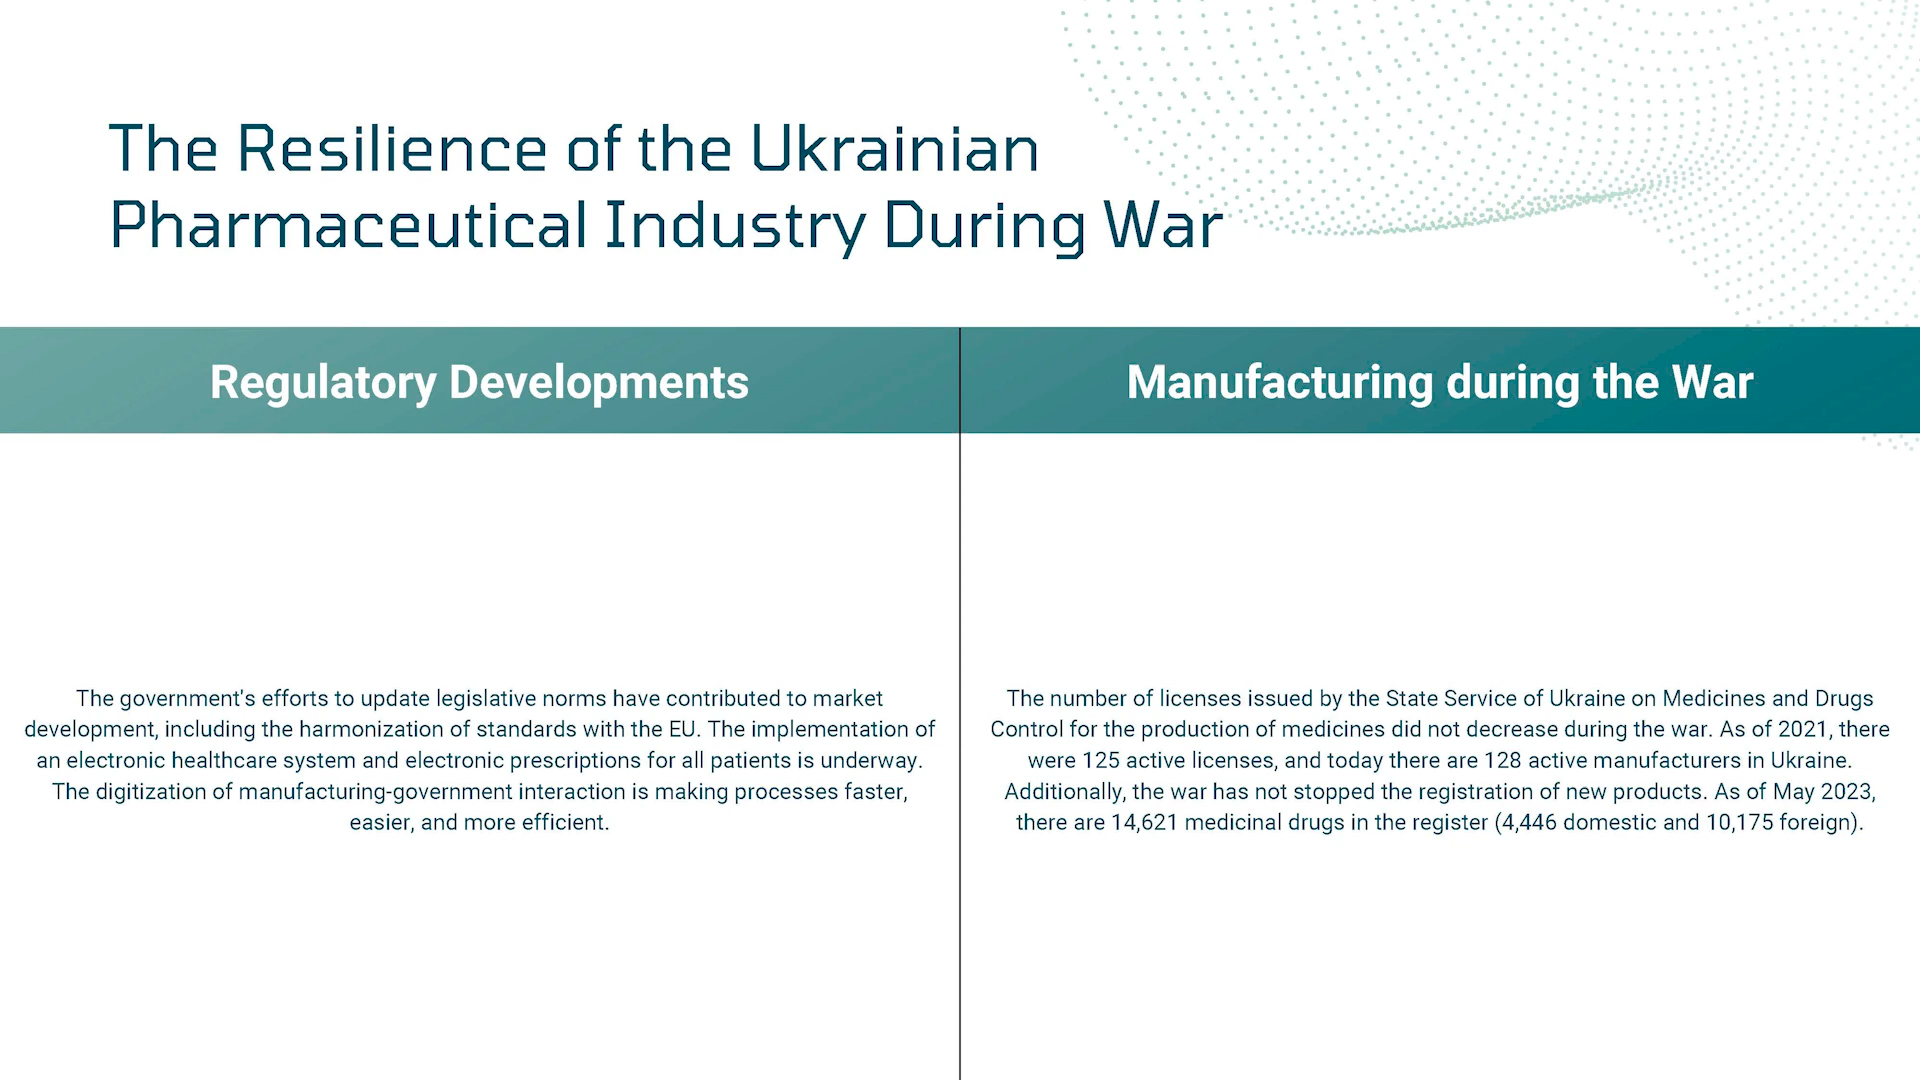 The Resilience of the Ukrainian
Pharmaceutical Industry During War
Regulatory Developments
The government's efforts to update legislative norms have contributed to market
development, including the harmonization of standards with the EU. The implementation of
an electronic healthcare system and electronic prescriptions for all patients is underway.
The digitization of manufacturing-government interaction is making processes faster,
easier, and more efficient.
Manufacturing during the War
The number of licenses issued by the State Service of Ukraine on Medicines and Drugs
Control for the production of medicines did not decrease during the war. As of 2021, there
were 125 active licenses, and today there are 128 active manufacturers in Ukraine.
Additionally, the war has not stopped the registration of new products. As of May 2023,
there are 14,621 medicinal drugs in the register (4,446 domestic and 10,175 foreign).